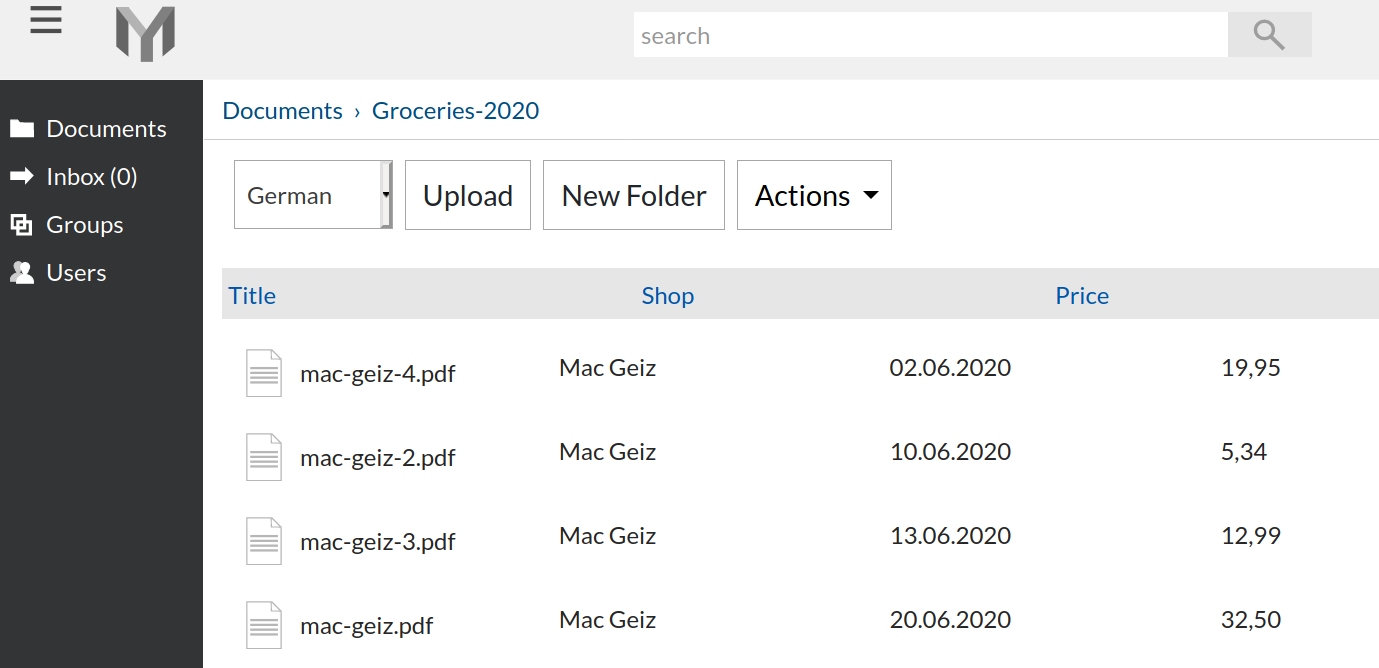 search
Documents › Groceries-2020
Documents
Inbox (0)
Groups
Users
German Upload New Folder Actions
Title Shop Price
mac-geiz-4.pdf Mac Geiz 02.06.2020 19,95
mac-geiz-2.pdf Mac Geiz 10.06.2020 5,34
mac-geiz-3.pdf Mac Geiz 13.06.2020 12,99
mac-geiz.pdf Mac Geiz 20.06.2020 32,50